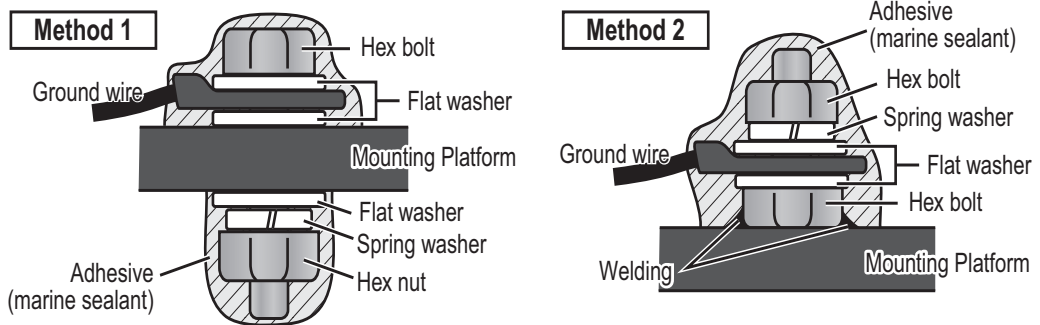 Method 1
Hex bolt
Ground wire
Flat washer
Mounting Platform
Flat washer
Spring washer
Adhesive
(marine sealant)
Hex nut
Method 2
Adhesive
(marine sealant)
Hex bolt
Spring washer
Ground wire
Flat washer
Hex bolt
Welding
Mounting Platform